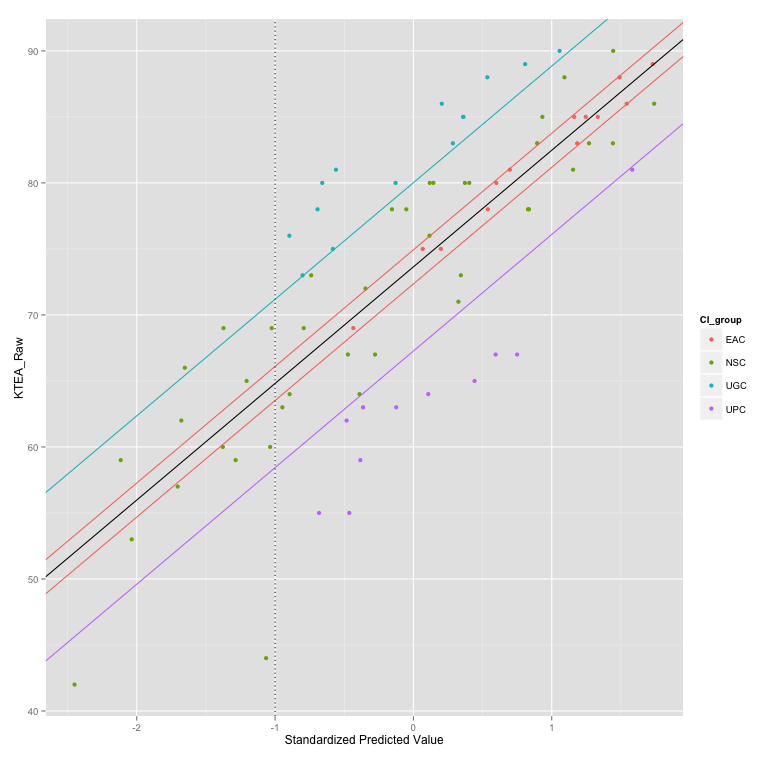 90
80
70
60
50
40
KTEA_Raw
-2
-1
0
1
Standardized Predicted Value
CI_group
EAC
NSC
UGC
UPC